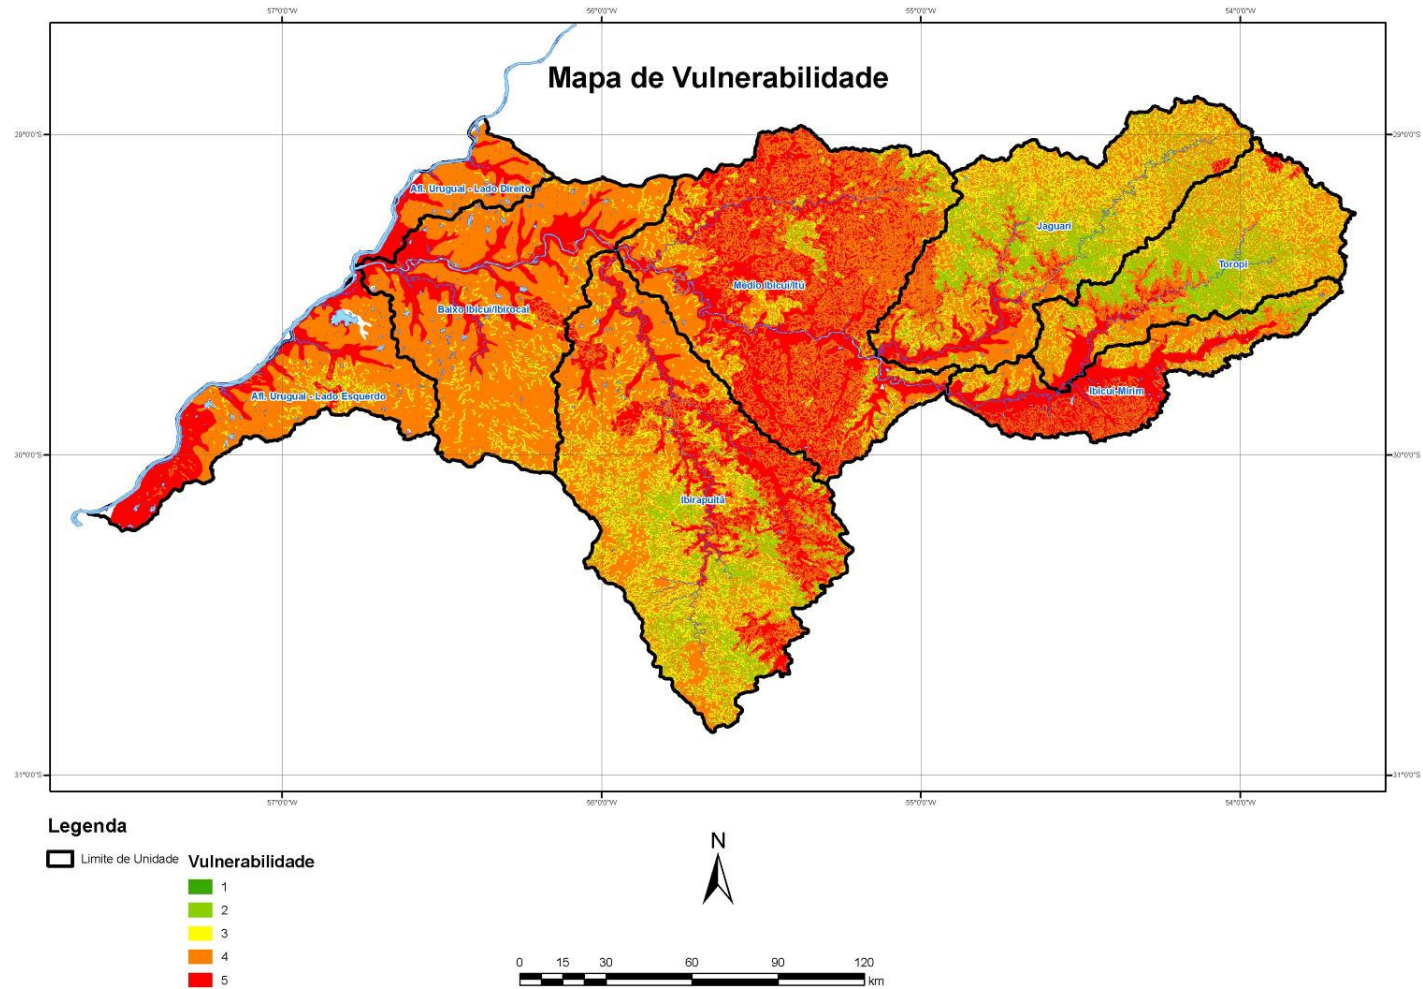 57°0'0"W 56°0'0"W 55°0'0"W 54°0'0"W
Mapa de Vulnerabilidade
29°0'0"S 29°0'0"S
Afl. Uruguai - Lado Direito
Jaguari
Toropi
Médio Ibicuí/Itú
Baixo Ibicuí/Ibirocaí
Afl. Uruguai - Lado Esquerdo
Ibicuí-Mirim
30°0'0"S 30°0'0"S
Ibirapuitã
31°0'0"S 31°0'0"S
57°0'0"W 56°0'0"W 55°0'0"W 54°0'0"W
Legenda
Limite de Unidade
Vulnerabilidade
1
2
3
4
5
N
0 15 30 60 90 120
km